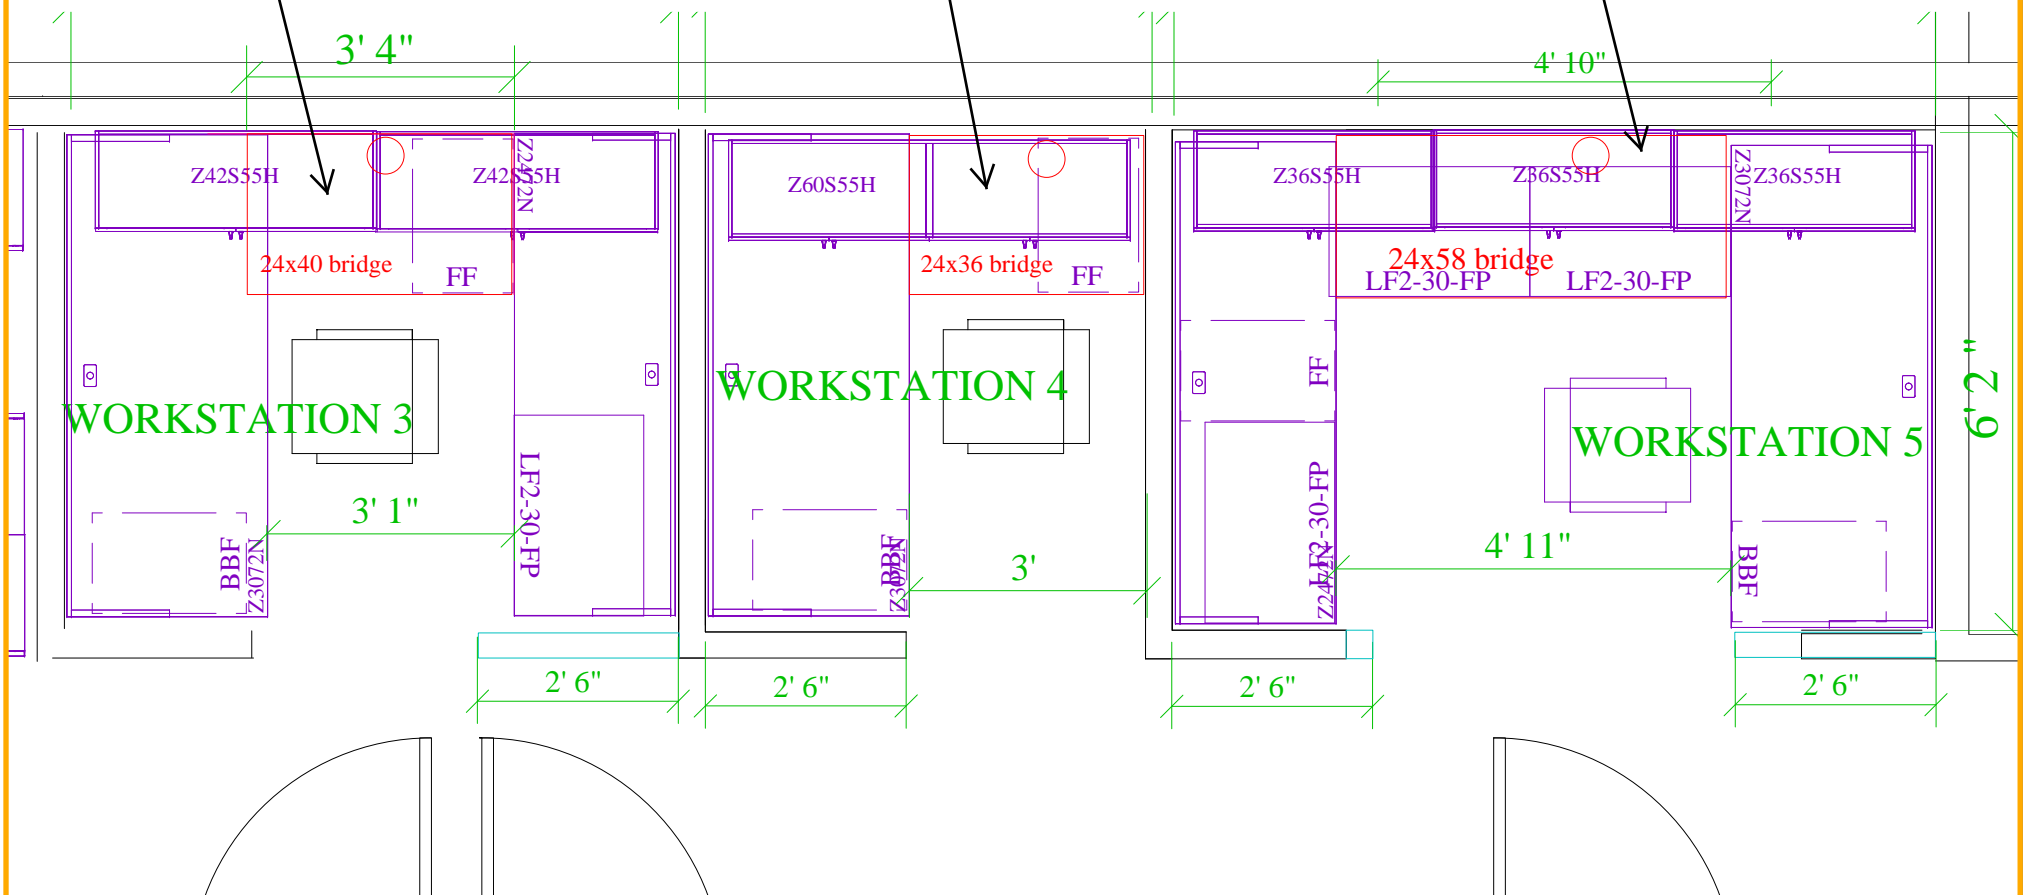 3' 4"
4' 10"
Z42S55H
Z42S55H
Z2472N
Z60S55H
Z36S55H
Z36S55H
Z3072N
Z36S55H
24x40 bridge
FF
24x36 bridge
FF
24x58 bridge
LF2-30-FP
LF2-30-FP
FF
6' 2"
WORKSTATION 3
WORKSTATION 4
WORKSTATION 5
3' 1"
LF2-30-FP
BBF
Z3072N
BBF
Z3072N
3'
LF2-30-FP
Z2472N
4' 11"
BBF
2' 6"
2' 6"
2' 6"
2' 6"